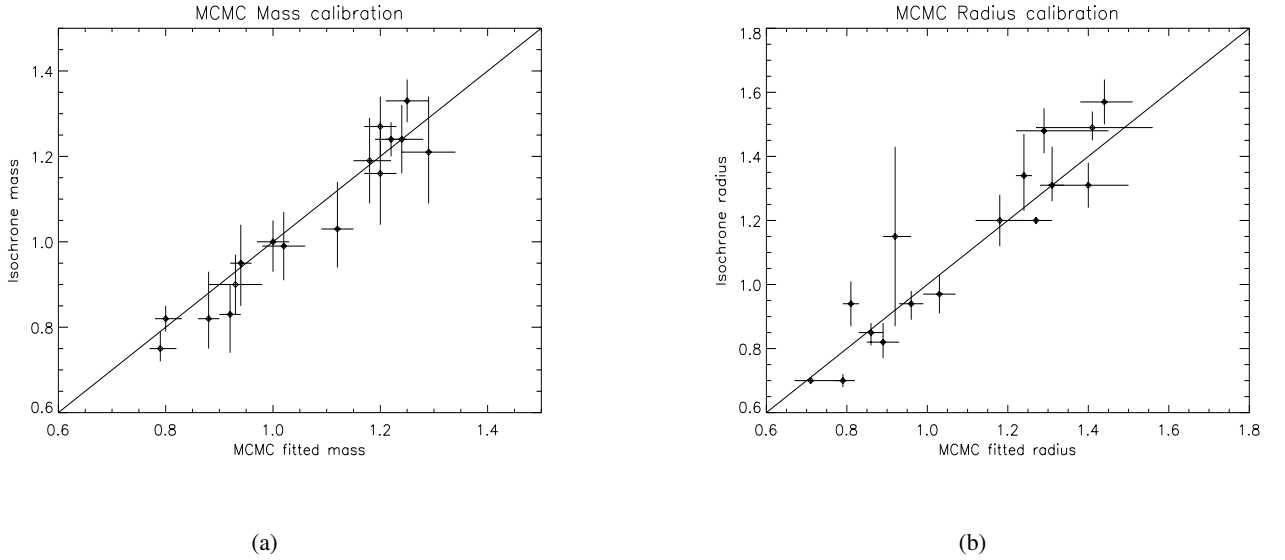 MCMC Mass calibration
1.4
1.2
1.0
0.8
0.6
Isochrone mass
0.6 0.8 1.0 1.2 1.4
MCMC fitted mass
(a)
MCMC Radius calibration
1.8
1.6
1.4
1.2
1.0
0.8
0.6
Isochrone radius
0.6 0.8 1.0 1.2 1.4 1.6 1.8
MCMC fitted radius
(b)